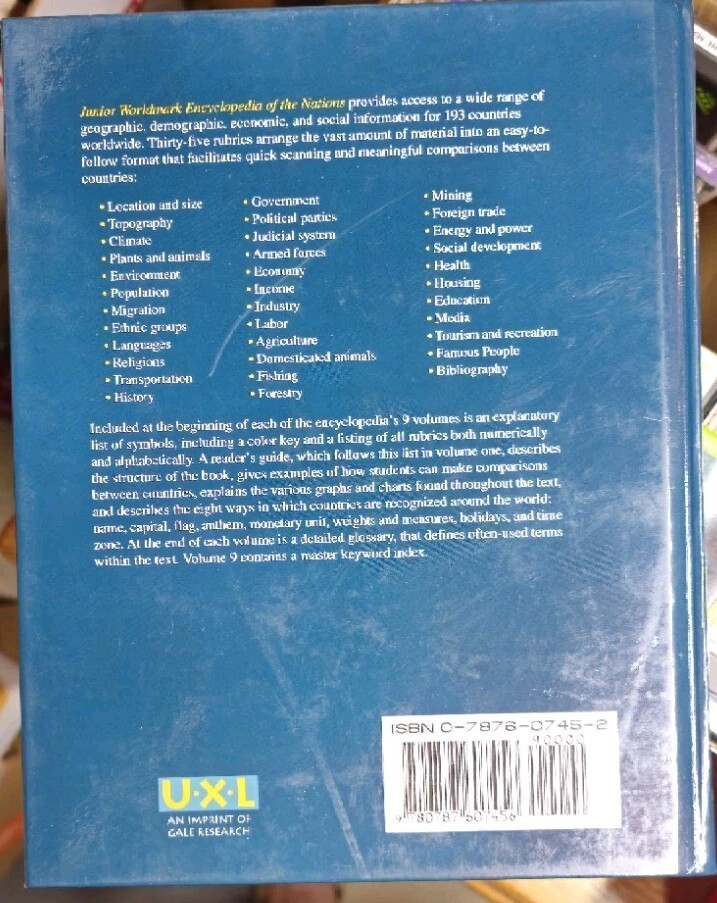 Junior Worldmark Encyclopedia of the Nations provides access to a wide range of
geographic, demographic, economic, and social information for 193 countries
worldwide. Thirty-five rubrics arrange the vast amount of material into an easy-to-
follow format that facilitates quick scanning and meaningful comparisons between
countries:
• Location and size
• Topography
• Climate
• Plants and animals
• Environment
• Population
• Migration
• Ethnic groups
• Languages
• Religions
• Transportation
• History
• Government
• Political parties
• Judicial system
• Armed forces
• Economy
• Income
• Industry
• Labor
• Agriculture
• Domesticated animals
• Fishing
• Forestry
• Mining
• Foreign trade
• Energy and power
• Social development
• Health
• Housing
• Education
• Media
• Tourism and recreation
• Famous People
• Bibliography
Included at the beginning of each of the encyclopedia's 9 volumes is an explanatory
list of symbols, including a color key and a listing of all rubrics both numerically
and alphabetically. A reader's guide, which follows this list in volume one, describes
the structure of the book, gives examples of how students can make comparisons
between countries, explains the various graphs and charts found throughout the text,
and describes the eight ways in which countries are recognized around the world:
name, capital, flag, anthem, monetary unit, weights and measures, holidays, and time
zone. At the end of each volume is a detailed glossary, that defines often-used terms
within the text. Volume 9 contains a master keyword index.
ISBN 0-7876-0745-2
90000
9 780787 607456
U·X·L
AN IMPRINT OF
GALE RESEARCH